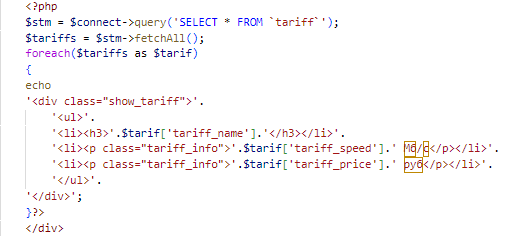 <?php
$stm = $connect->query('SELECT * FROM `tariff`');
$tariffs = $stm->fetchAll();
foreach($tariffs as $tarif)
{
echo
'<div class="show_tariff">'.
'<ul>'.
'<li><h3>'.$tarif['tariff_name'].'</h3></li>'.
'<li><p class="tariff_info">'.$tarif['tariff_speed'].' Мб/с</p></li>'.
'<li><p class="tariff_info">'.$tarif['tariff_price'].' руб</p></li>'.
'</ul>'.
'</div>';
}?>
</div>